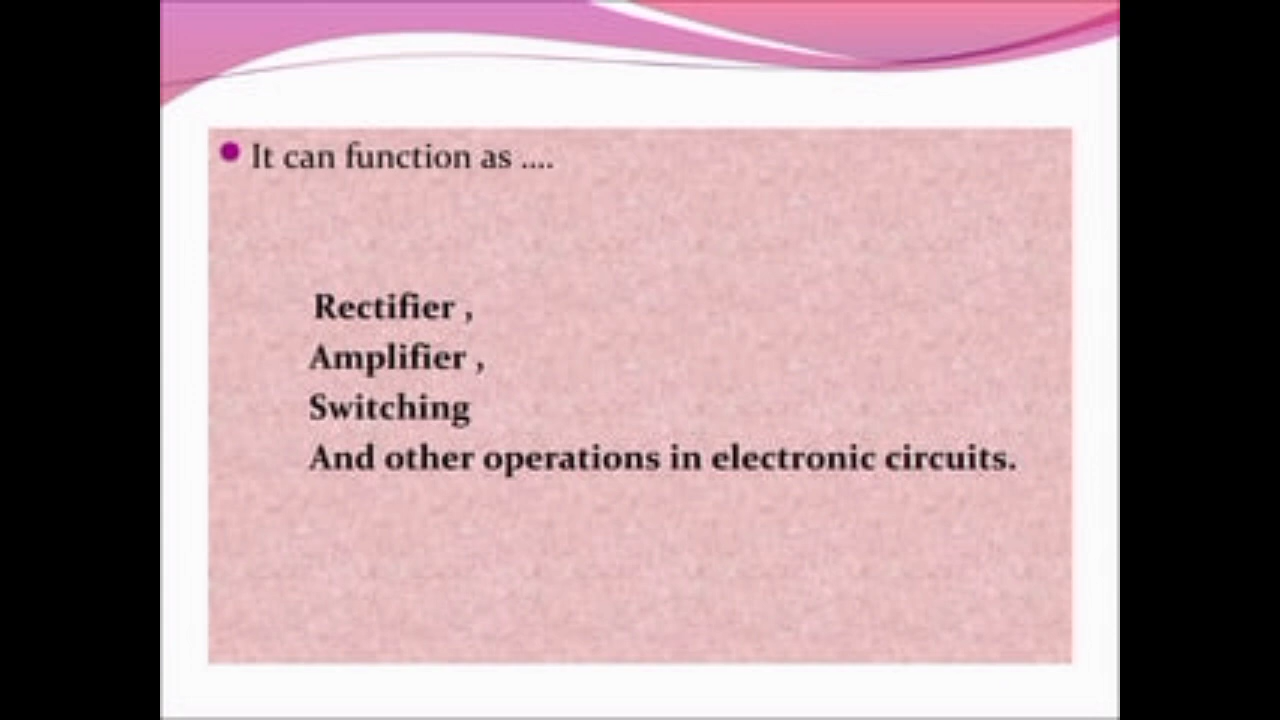 It can function as ....
Rectifier ,
Amplifier ,
Switching
And other operations in electronic circuits.